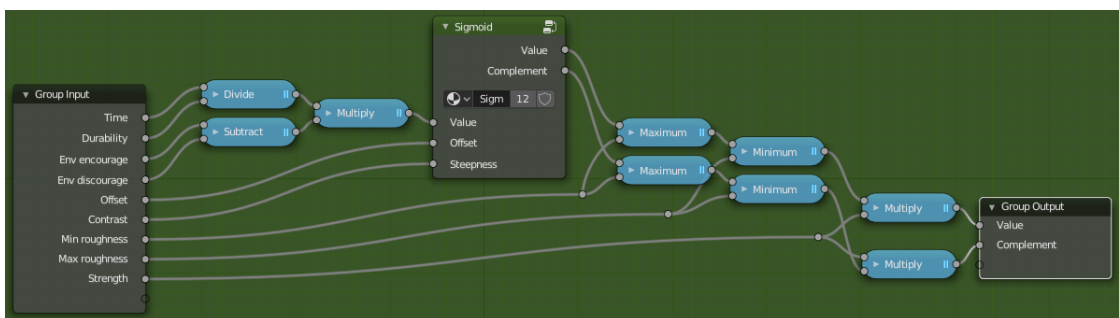 Group Input
Time
Durability
Env encourage
Env discourage
Offset
Contrast
Min roughness
Max roughness
Strength
Divide
Subtract
Multiply
Sigmoid
Value
Complement
Sigm 12
Value
Offset
Steepness
Maximum
Maximum
Minimum
Minimum
Multiply
Multiply
Group Output
Value
Complement